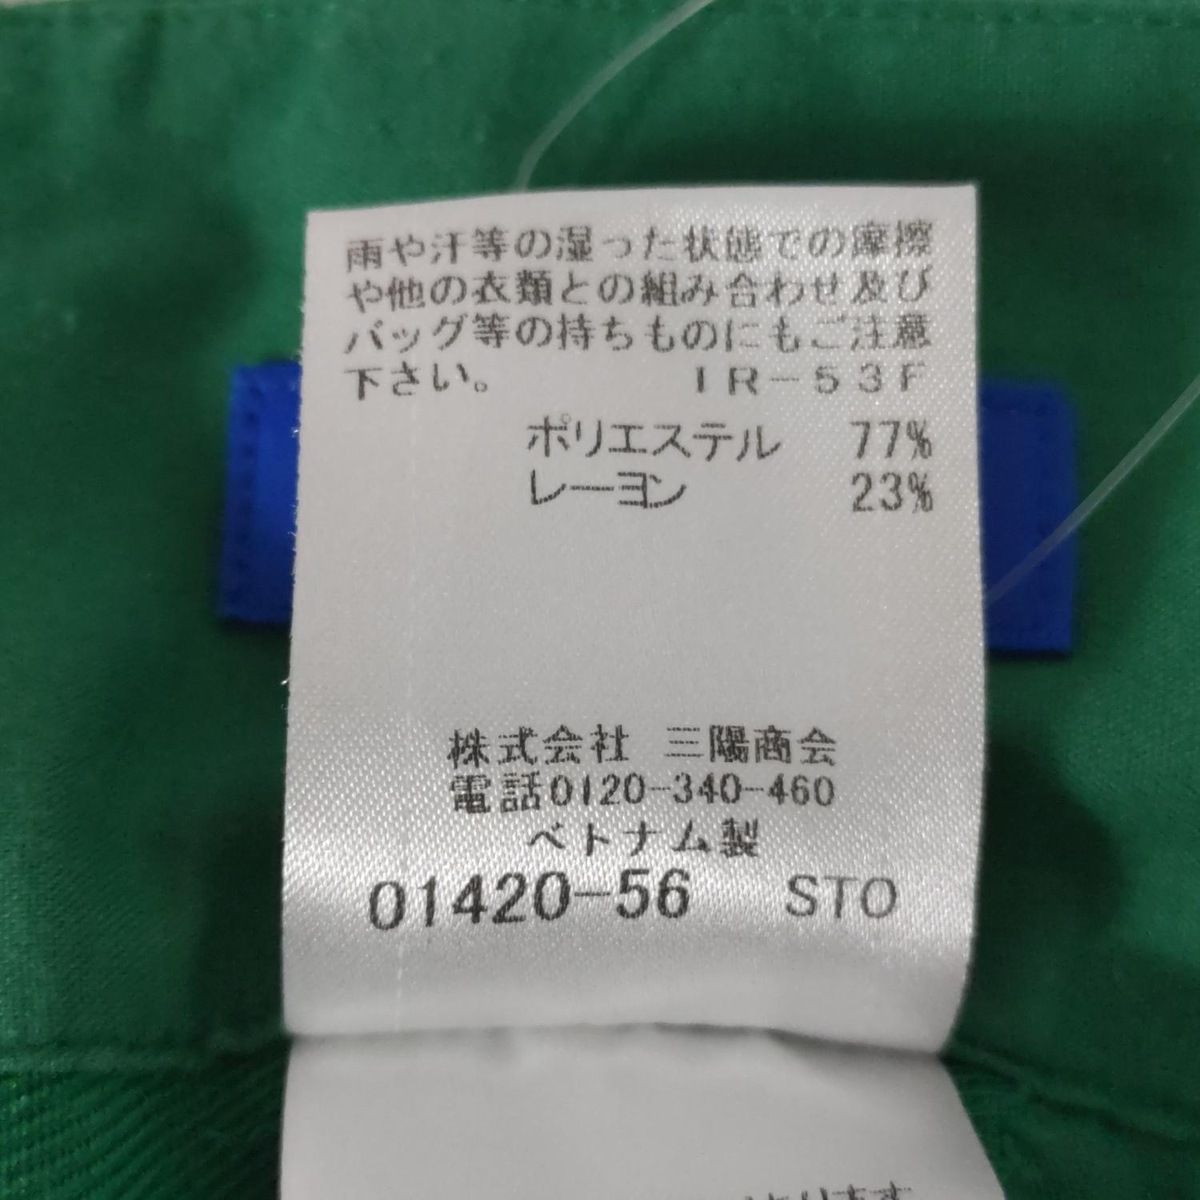 雨や汗等の湿った状態での摩擦
や他の衣類との組み合わせ及び
バッグ等の持ちものにもご注意
下さい。 IR-53F
ポリエステル 77%
レーヨン 23%
株式会社 三陽商会
電話0120-340-460
ベトナム製
01420-56 STO